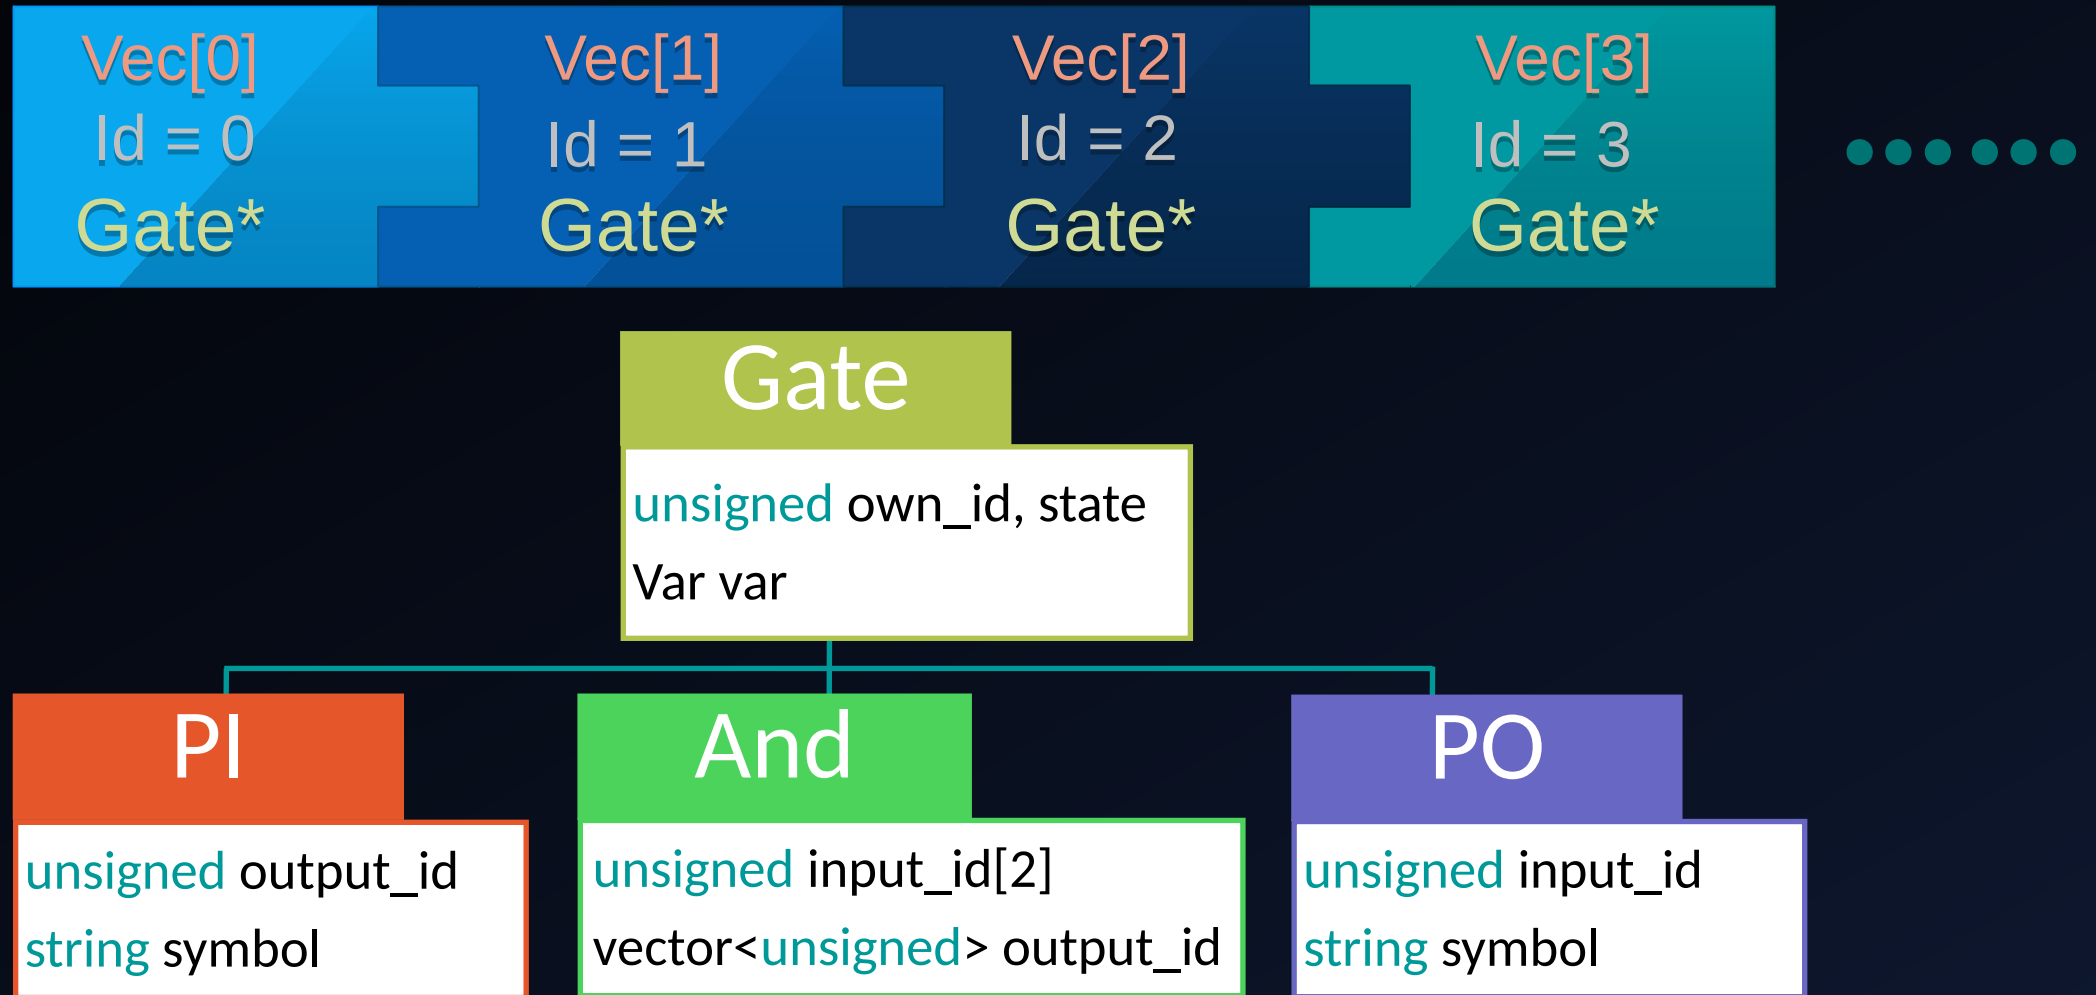 Vec[0]
Id = 0
Gate*
Vec[1]
Id = 1
Gate*
Vec[2]
Id = 2
Gate*
Vec[3]
Id = 3
Gate*
Gate
unsigned own_id, state
Var var
PI
unsigned output_id
string symbol
And
unsigned input_id[2]
vector<unsigned> output_id
PO
unsigned input_id
string symbol